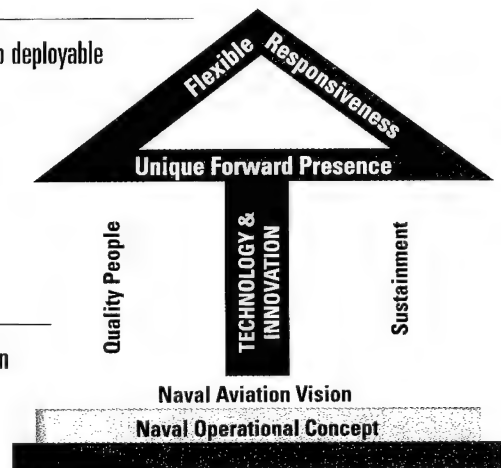 deployable
Flexible
Responsiveness
Unique Forward Presence
Quality People
TECHNOLOGY &
INNOVATION
Sustainment
Naval Aviation Vision
Naval Operational Concept